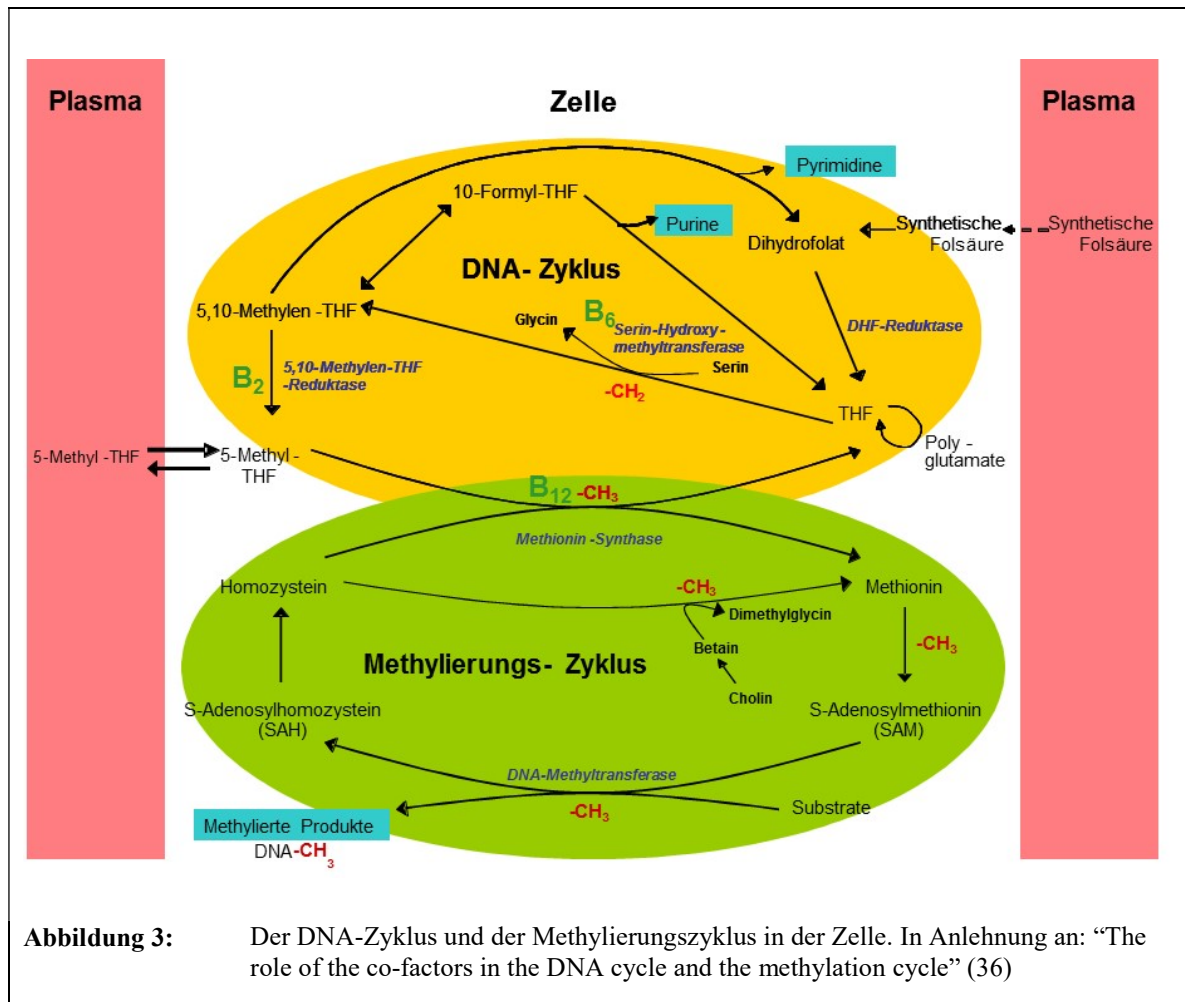 Plasma
Zelle
Plasma
Pyrimidine
10-Formyl-THF
Purine
Dihydrofolat
Synthetische
Folsäure
Synthetische
Folsäure
DNA- Zyklus
5,10-Methylen -THF
Glycin
B6
Serin-Hydroxy -
methyltransferase
DHF-Reduktase
B2
5,10-Methylen-THF
-Reduktase
Serin
-CH2
THF
Poly -
glutamate
5-Methyl -THF
5-Methyl -
THF
B12 -CH3
Methionin -Synthase
Homozystein
-CH3
Methionin
Dimethylglycin
Betain
-CH3
Methylierungs- Zyklus
Cholin
S-Adenosylhomozystein
(SAH)
S-Adenosylmethionin
(SAM)
DNA-Methyltransferase
-CH3
Substrate
Methylierte Produkte
DNA-CH3
Abbildung 3: Der DNA-Zyklus und der Methylierungszyklus in der Zelle. In Anlehnung an: “The
role of the co-factors in the DNA cycle and the methylation cycle” (36)